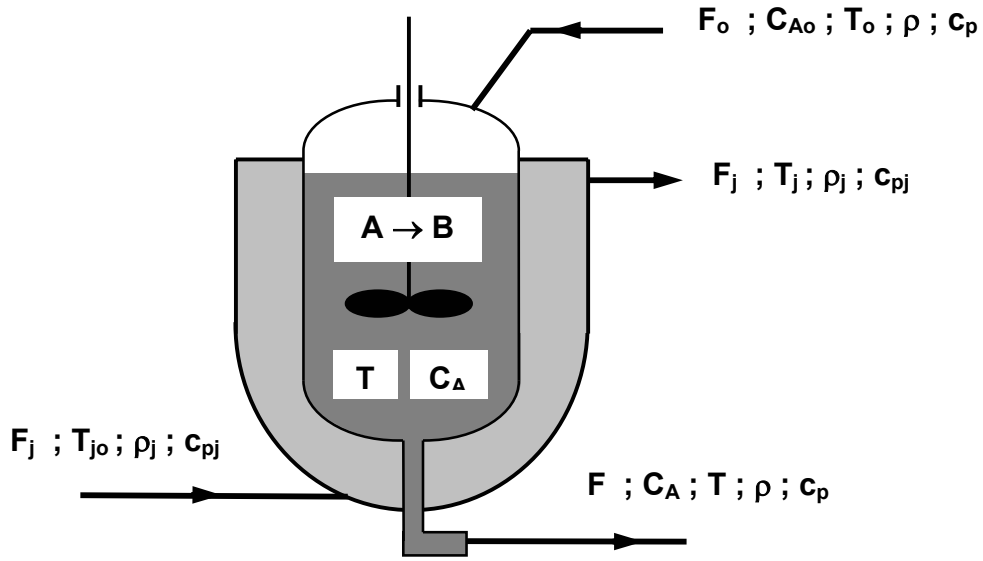 Fo ; CAo ; To ; ρ ; cp
Fj ; Tj ; ρj ; cpj
A → B
T CA
Fj ; Tjo ; ρj ; cpj
F ; CA ; T ; ρ ; cp